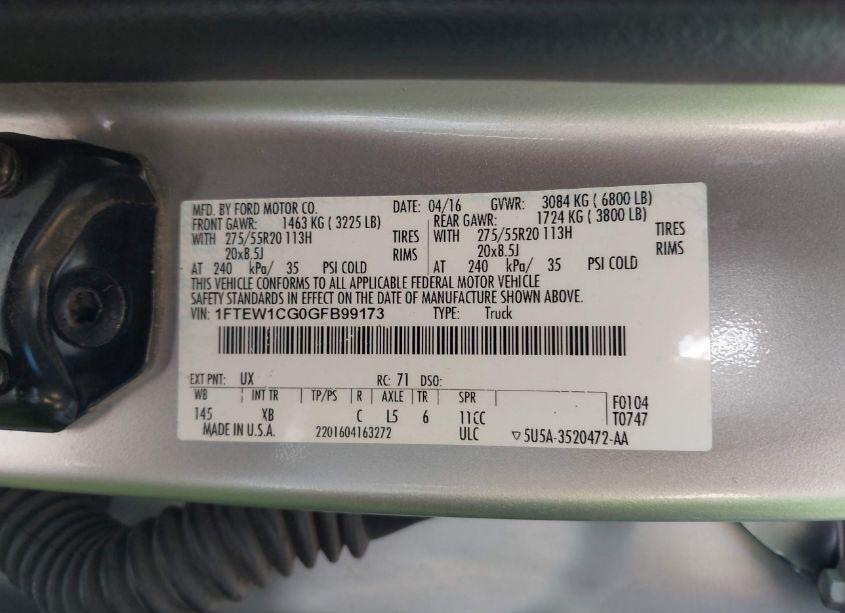 MFD. BY FORD MOTOR CO. DATE: 04/16 GVWR: 3084 KG ( 6800 LB)
FRONT GAWR: 1463 KG ( 3225 LB) REAR GAWR: 1724 KG ( 3800 LB)
WITH 275/55R20 113H TIRES WITH 275/55R20 113H TIRES
20x8.5J RIMS 20x8.5J RIMS
AT 240 kPa/ 35 PSI COLD AT 240 kPa/ 35 PSI COLD
THIS VEHICLE CONFORMS TO ALL APPLICABLE FEDERAL MOTOR VEHICLE
SAFETY STANDARDS IN EFFECT ON THE DATE OF MANUFACTURE SHOWN ABOVE.
VIN: 1FTEW1CG0GFB99173 TYPE: Truck
EXT PNT: UX RC: 71 DSO:
WB INT TR TP/PS R AXLE TR SPR F0104
145 XB C L5 6 11CC T0747
MADE IN U.S.A. 2201604163272 ULC ▽5U5A-3520472-AA